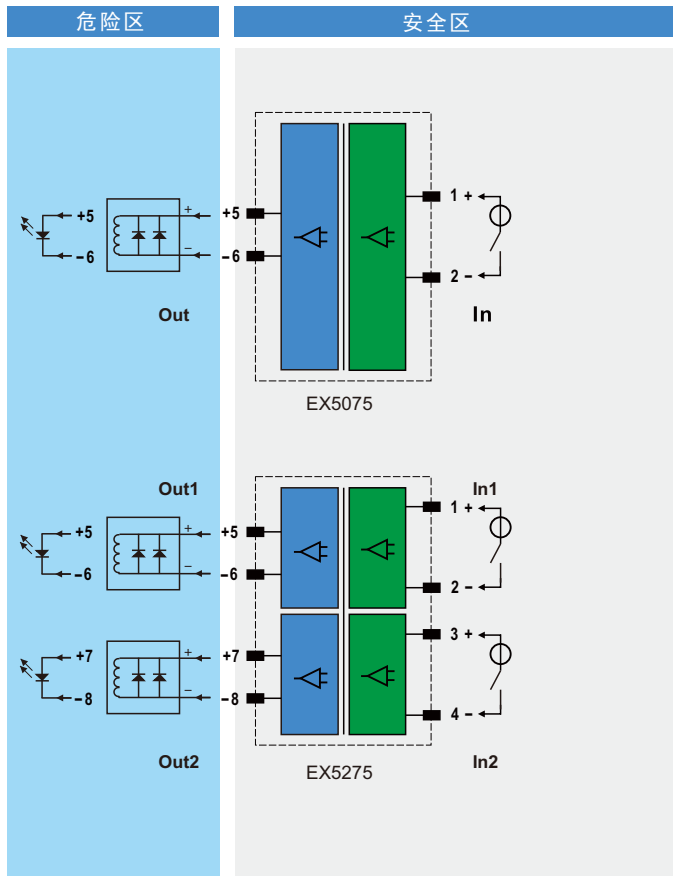 危险区 安全区
+5 + +5 1 +
–6 – –6 2 –
Out In
EX5075
Out1 In1
+5 + +5 1 +
–6 – –6 2 –
+7 + +7 3 +
–8 – –8 4 –
Out2 In2
EX5275